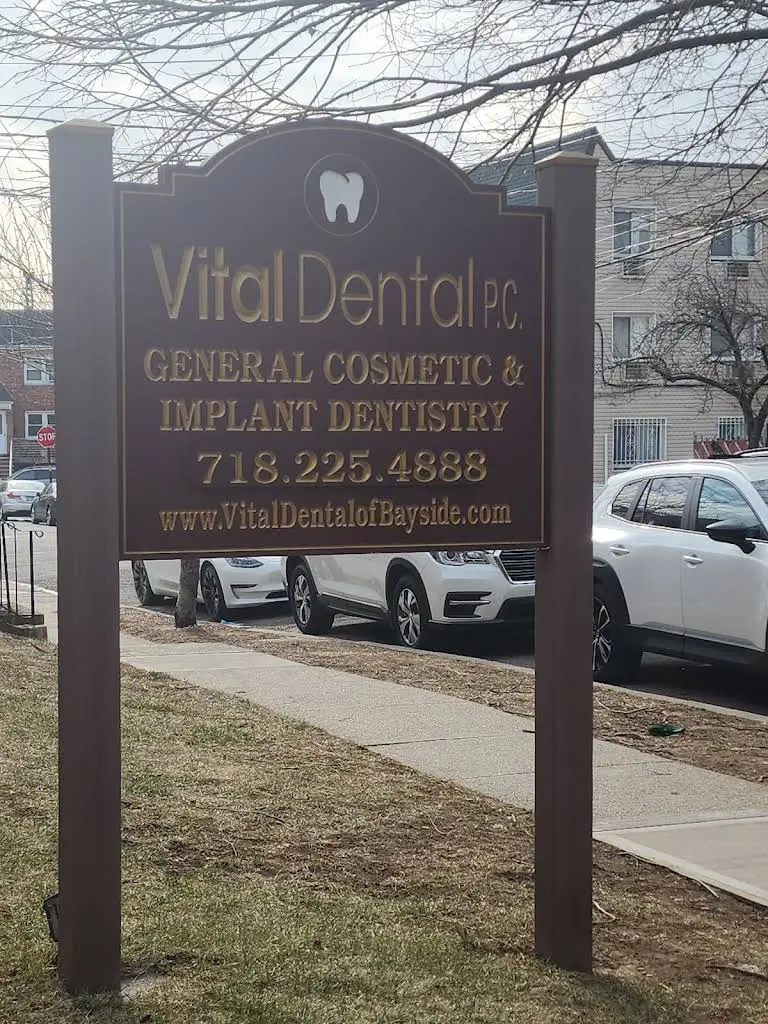 Vital Dental P.C.
GENERAL COSMETIC &
IMPLANT DENTISTRY
718.225.4888
www.VitalDentalofBayside.com
STOP